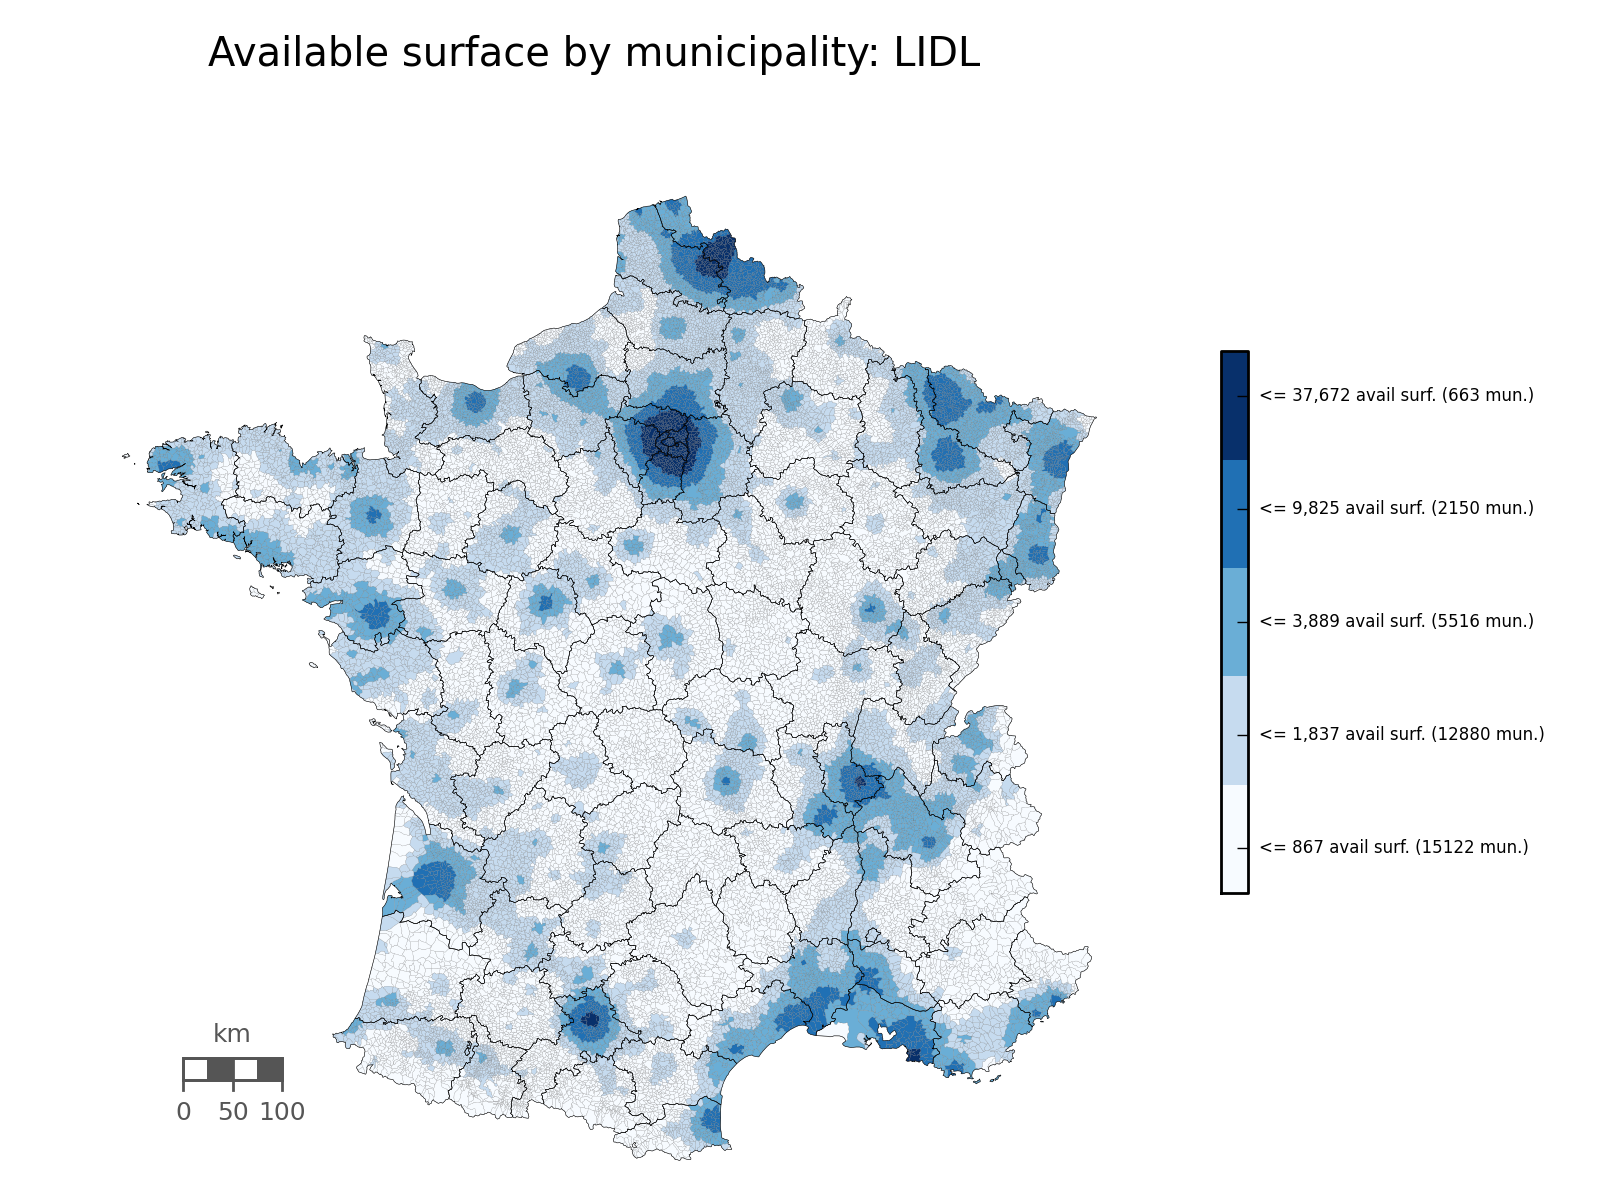 Available surface by municipality: LIDL
<= 37,672 avail surf. (663 mun.)
<= 9,825 avail surf. (2150 mun.)
<= 3,889 avail surf. (5516 mun.)
<= 1,837 avail surf. (12880 mun.)
<= 867 avail surf. (15122 mun.)
km
0 50 100